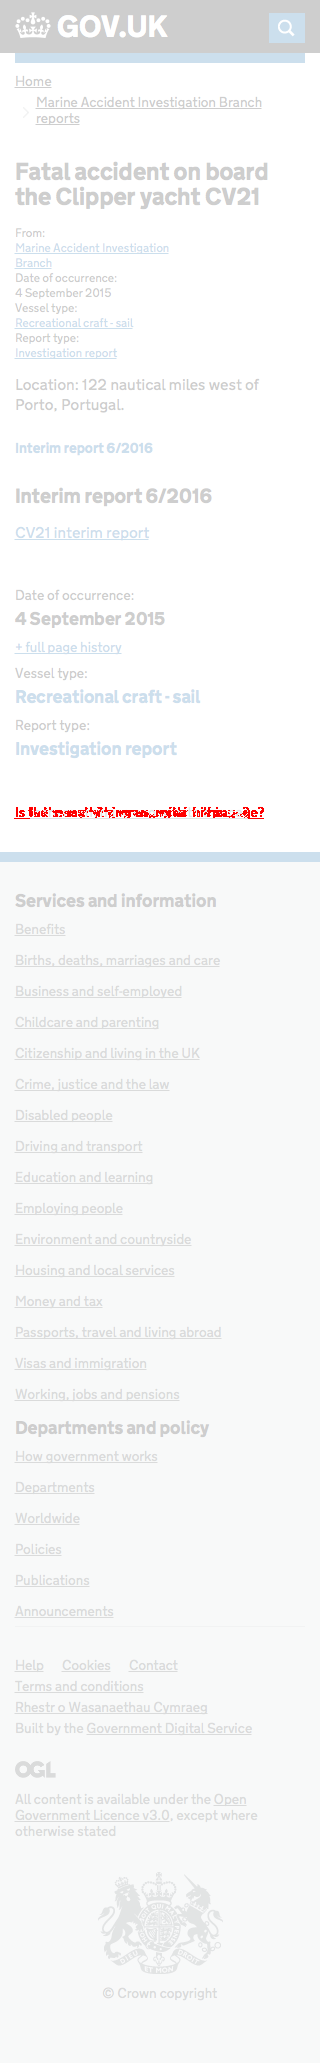 GOV.UK
Home
Marine Accident Investigation Branch
reports
Fatal accident on board
the Clipper yacht CV21
From:
Marine Accident Investigation
Branch
Date of occurrence:
4 September 2015
Vessel type:
Recreational craft - sail
Report type:
Investigation report
Location: 122 nautical miles west of
Porto, Portugal.
Interim report 6/2016
Interim report 6/2016
CV21 interim report
Date of occurrence:
4 September 2015
+ full page history
Vessel type:
Recreational craft - sail
Report type:
Investigation report
Services and information
Benefits
Births, deaths, marriages and care
Business and self-employed
Childcare and parenting
Citizenship and living in the UK
Crime, justice and the law
Disabled people
Driving and transport
Education and learning
Employing people
Environment and countryside
Housing and local services
Money and tax
Passports, travel and living abroad
Visas and immigration
Working, jobs and pensions
Departments and policy
How government works
Departments
Worldwide
Policies
Publications
Announcements
Help Cookies Contact
Terms and conditions
Rhestr o Wasanaethau Cymraeg
Built by the Government Digital Service
OGL
All content is available under the Open
Government Licence v3.0, except where
otherwise stated
© Crown copyright